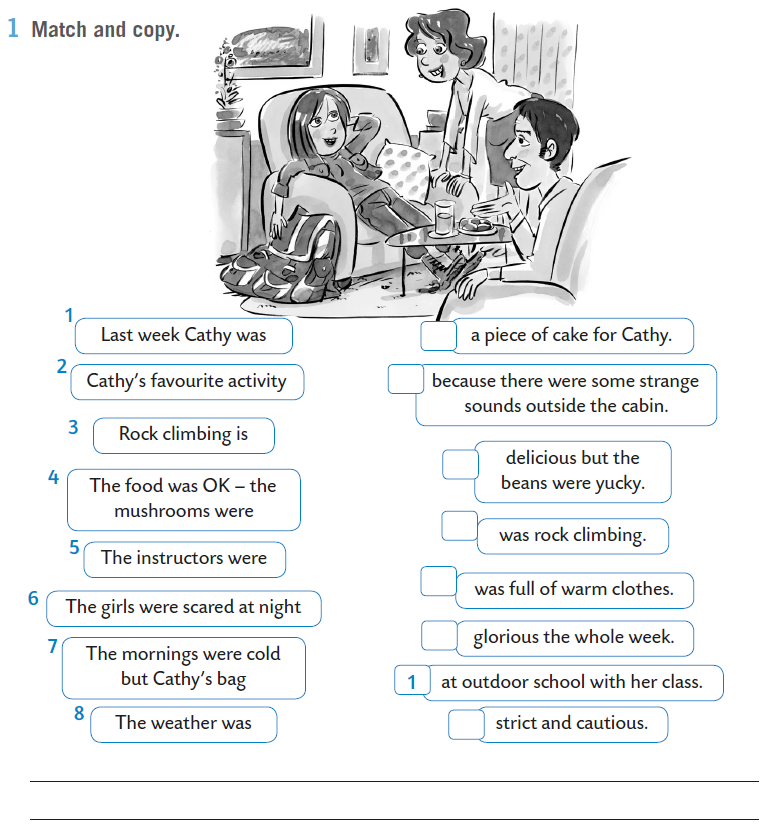 1 Match and copy.
1
Last week Cathy was
2
Cathy's favourite activity
3
Rock climbing is
4
The food was OK – the
mushrooms were
5
The instructors were
6
The girls were scared at night
7
The mornings were cold
but Cathy's bag
8
The weather was
a piece of cake for Cathy.
because there were some strange
sounds outside the cabin.
delicious but the
beans were yucky.
was rock climbing.
was full of warm clothes.
glorious the whole week.
1 at outdoor school with her class.
strict and cautious.